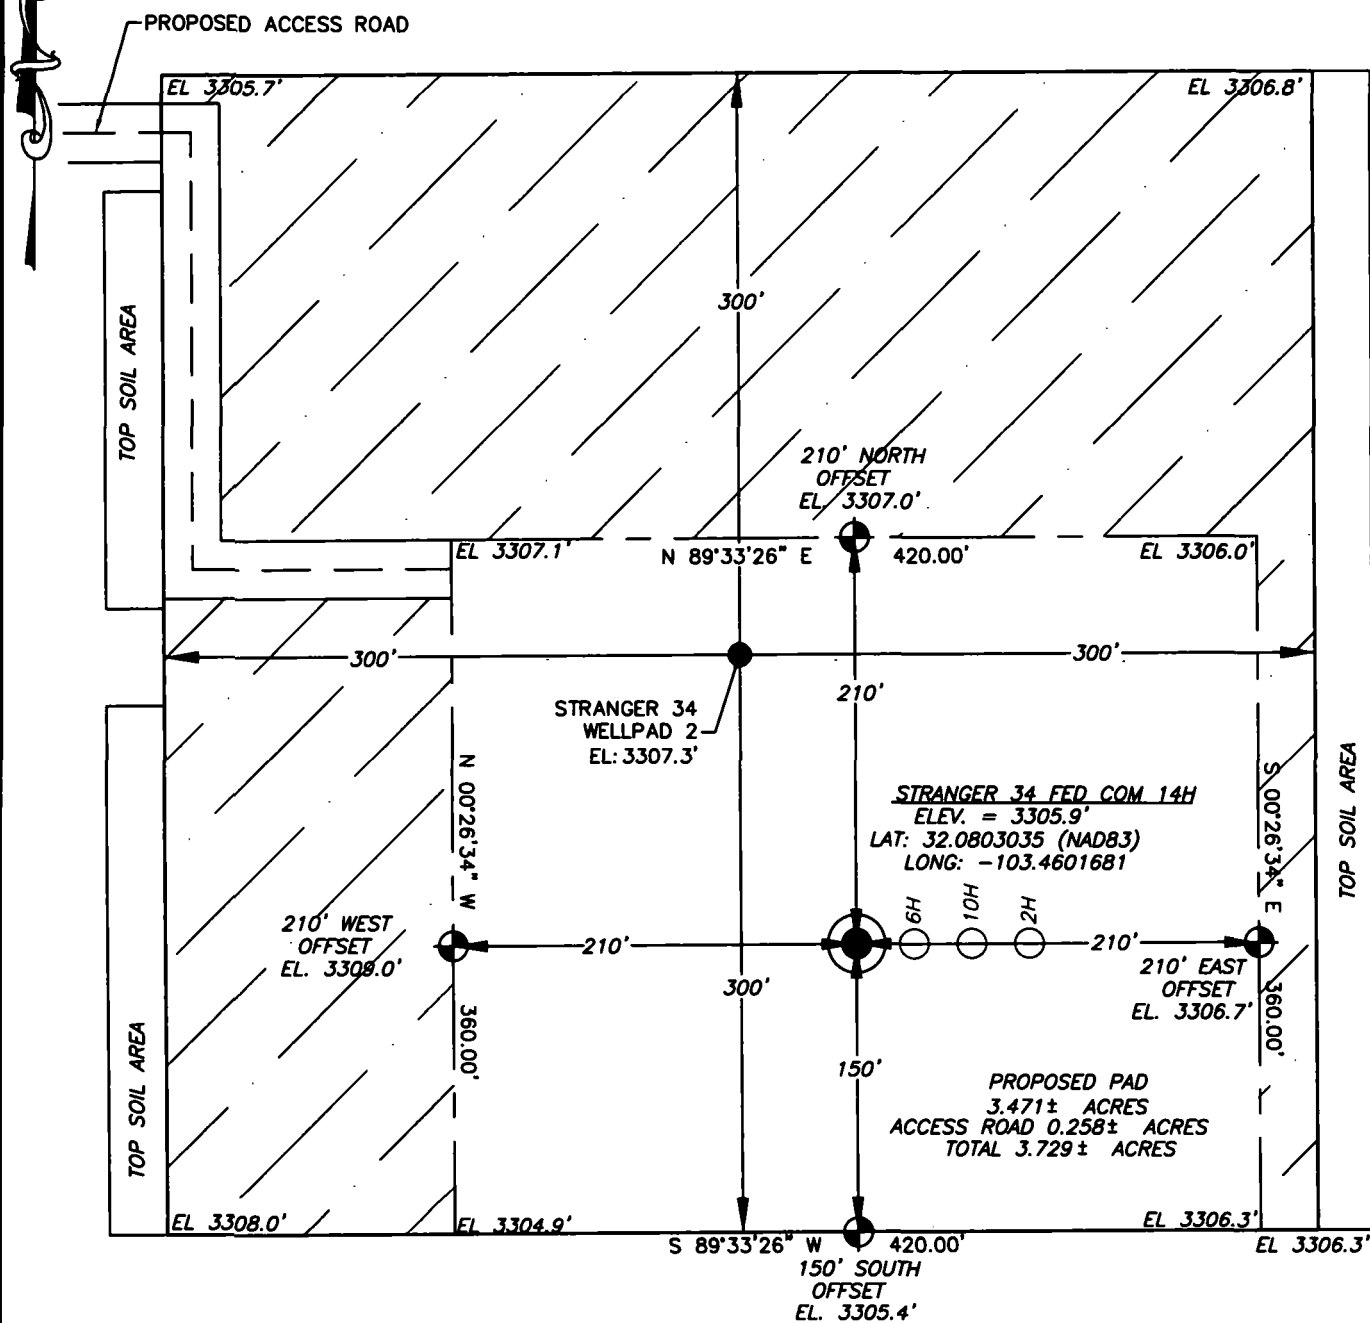 PROPOSED ACCESS ROAD
EL 3305.7'
EL 3306.8'
300'
TOP SOIL AREA
210' NORTH
OFFSET
EL. 3307.0'
EL 3307.1'
N 89°33'26" E
420.00'
EL 3306.0'
300'
300'
210'
STRANGER 34
WELLPAD 2
EL: 3307.3'
N 00°26'34" W
360.00'
S 00°26'34" E
360.00'
TOP SOIL AREA
STRANGER 34 FED COM 14H
ELEV. = 3305.9'
LAT: 32.0803035 (NAD83)
LONG: -103.4601681
6H
10H
2H
210' WEST
OFFSET
EL. 3309.0'
210'
210'
210' EAST
OFFSET
EL. 3306.7'
300'
150'
TOP SOIL AREA
PROPOSED PAD
3.471± ACRES
ACCESS ROAD 0.258± ACRES
TOTAL 3.729± ACRES
EL 3308.0'
EL 3304.9'
EL 3306.3'
S 89°33'26" W
420.00'
EL 3306.3'
150' SOUTH
OFFSET
EL. 3305.4'